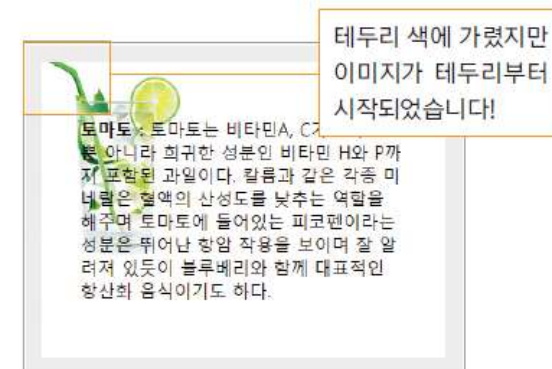 테두리 색에 가렸지만
이미지가 테두리부터
시작되었습니다!
토마토 : 토마토는 비타민A, C
뿐 아니라 희귀한 성분인 비타민 H와 P까
지 포함된 과일이다. 칼륨과 같은 각종 미
네랄은 혈액의 산성도를 낮추는 역할을
해주며 토마토에 들어있는 피코펜이라는
성분은 뛰어난 항암 작용을 보이며 잘 알
려져 있듯이 블루베리와 함께 대표적인
항산화 음식이기도 하다.